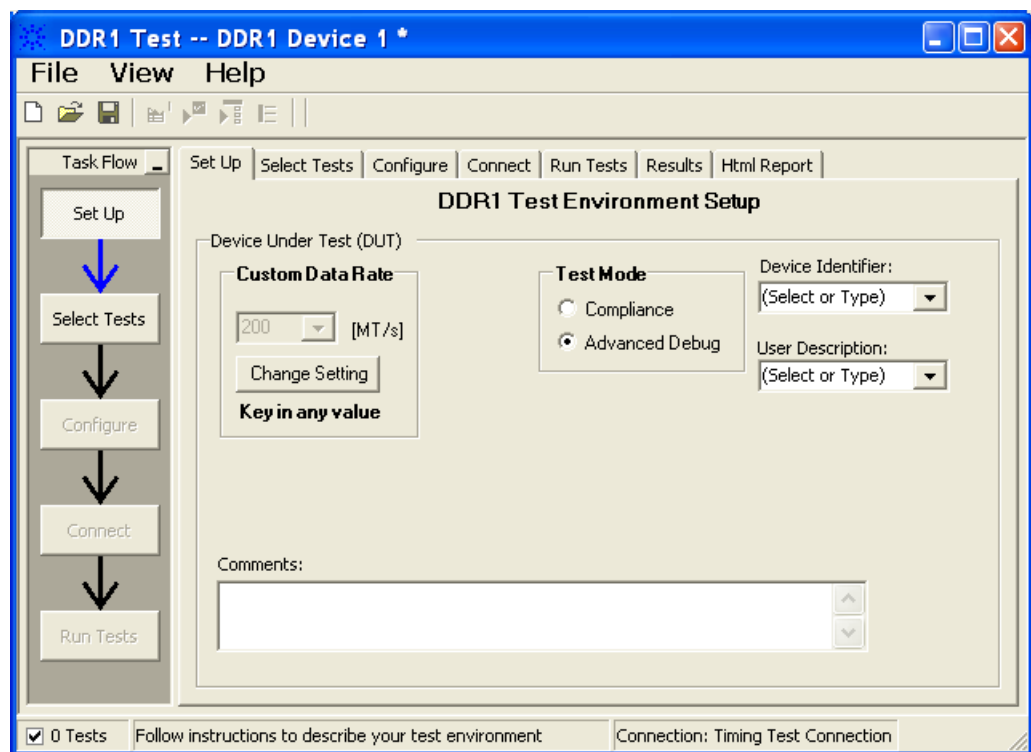 DDR1 Test -- DDR1 Device 1 *
File View Help
Task Flow
Set Up
Select Tests
Configure
Connect
Run Tests
Set Up Select Tests Configure Connect Run Tests Results Html Report
DDR1 Test Environment Setup
Device Under Test (DUT)
Custom Data Rate
200 [MT/s]
Change Setting
Key in any value
Test Mode
Compliance
Advanced Debug
Device Identifier:
(Select or Type)
User Description:
(Select or Type)
Comments:
0 Tests
Follow instructions to describe your test environment
Connection: Timing Test Connection